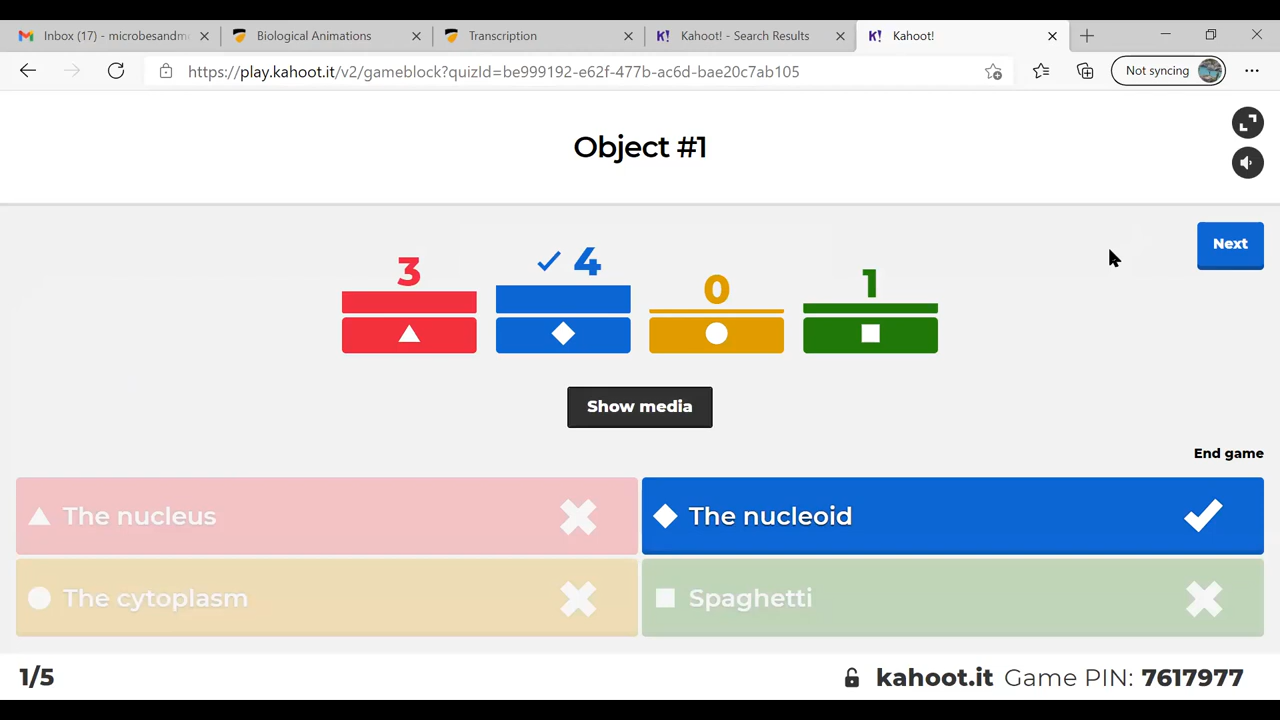 Inbox (17) - microbesandmo
Biological Animations
Transcription
K! Kahoot! - Search Results
K! Kahoot!
https://play.kahoot.it/v2/gameblock?quizId=be999192-e62f-477b-ac6d-bae20c7ab105
Not syncing
Object #1
Next
3
4
0
1
Show media
End game
The nucleus
The nucleoid
The cytoplasm
Spaghetti
1/5
kahoot.it Game PIN: 7617977